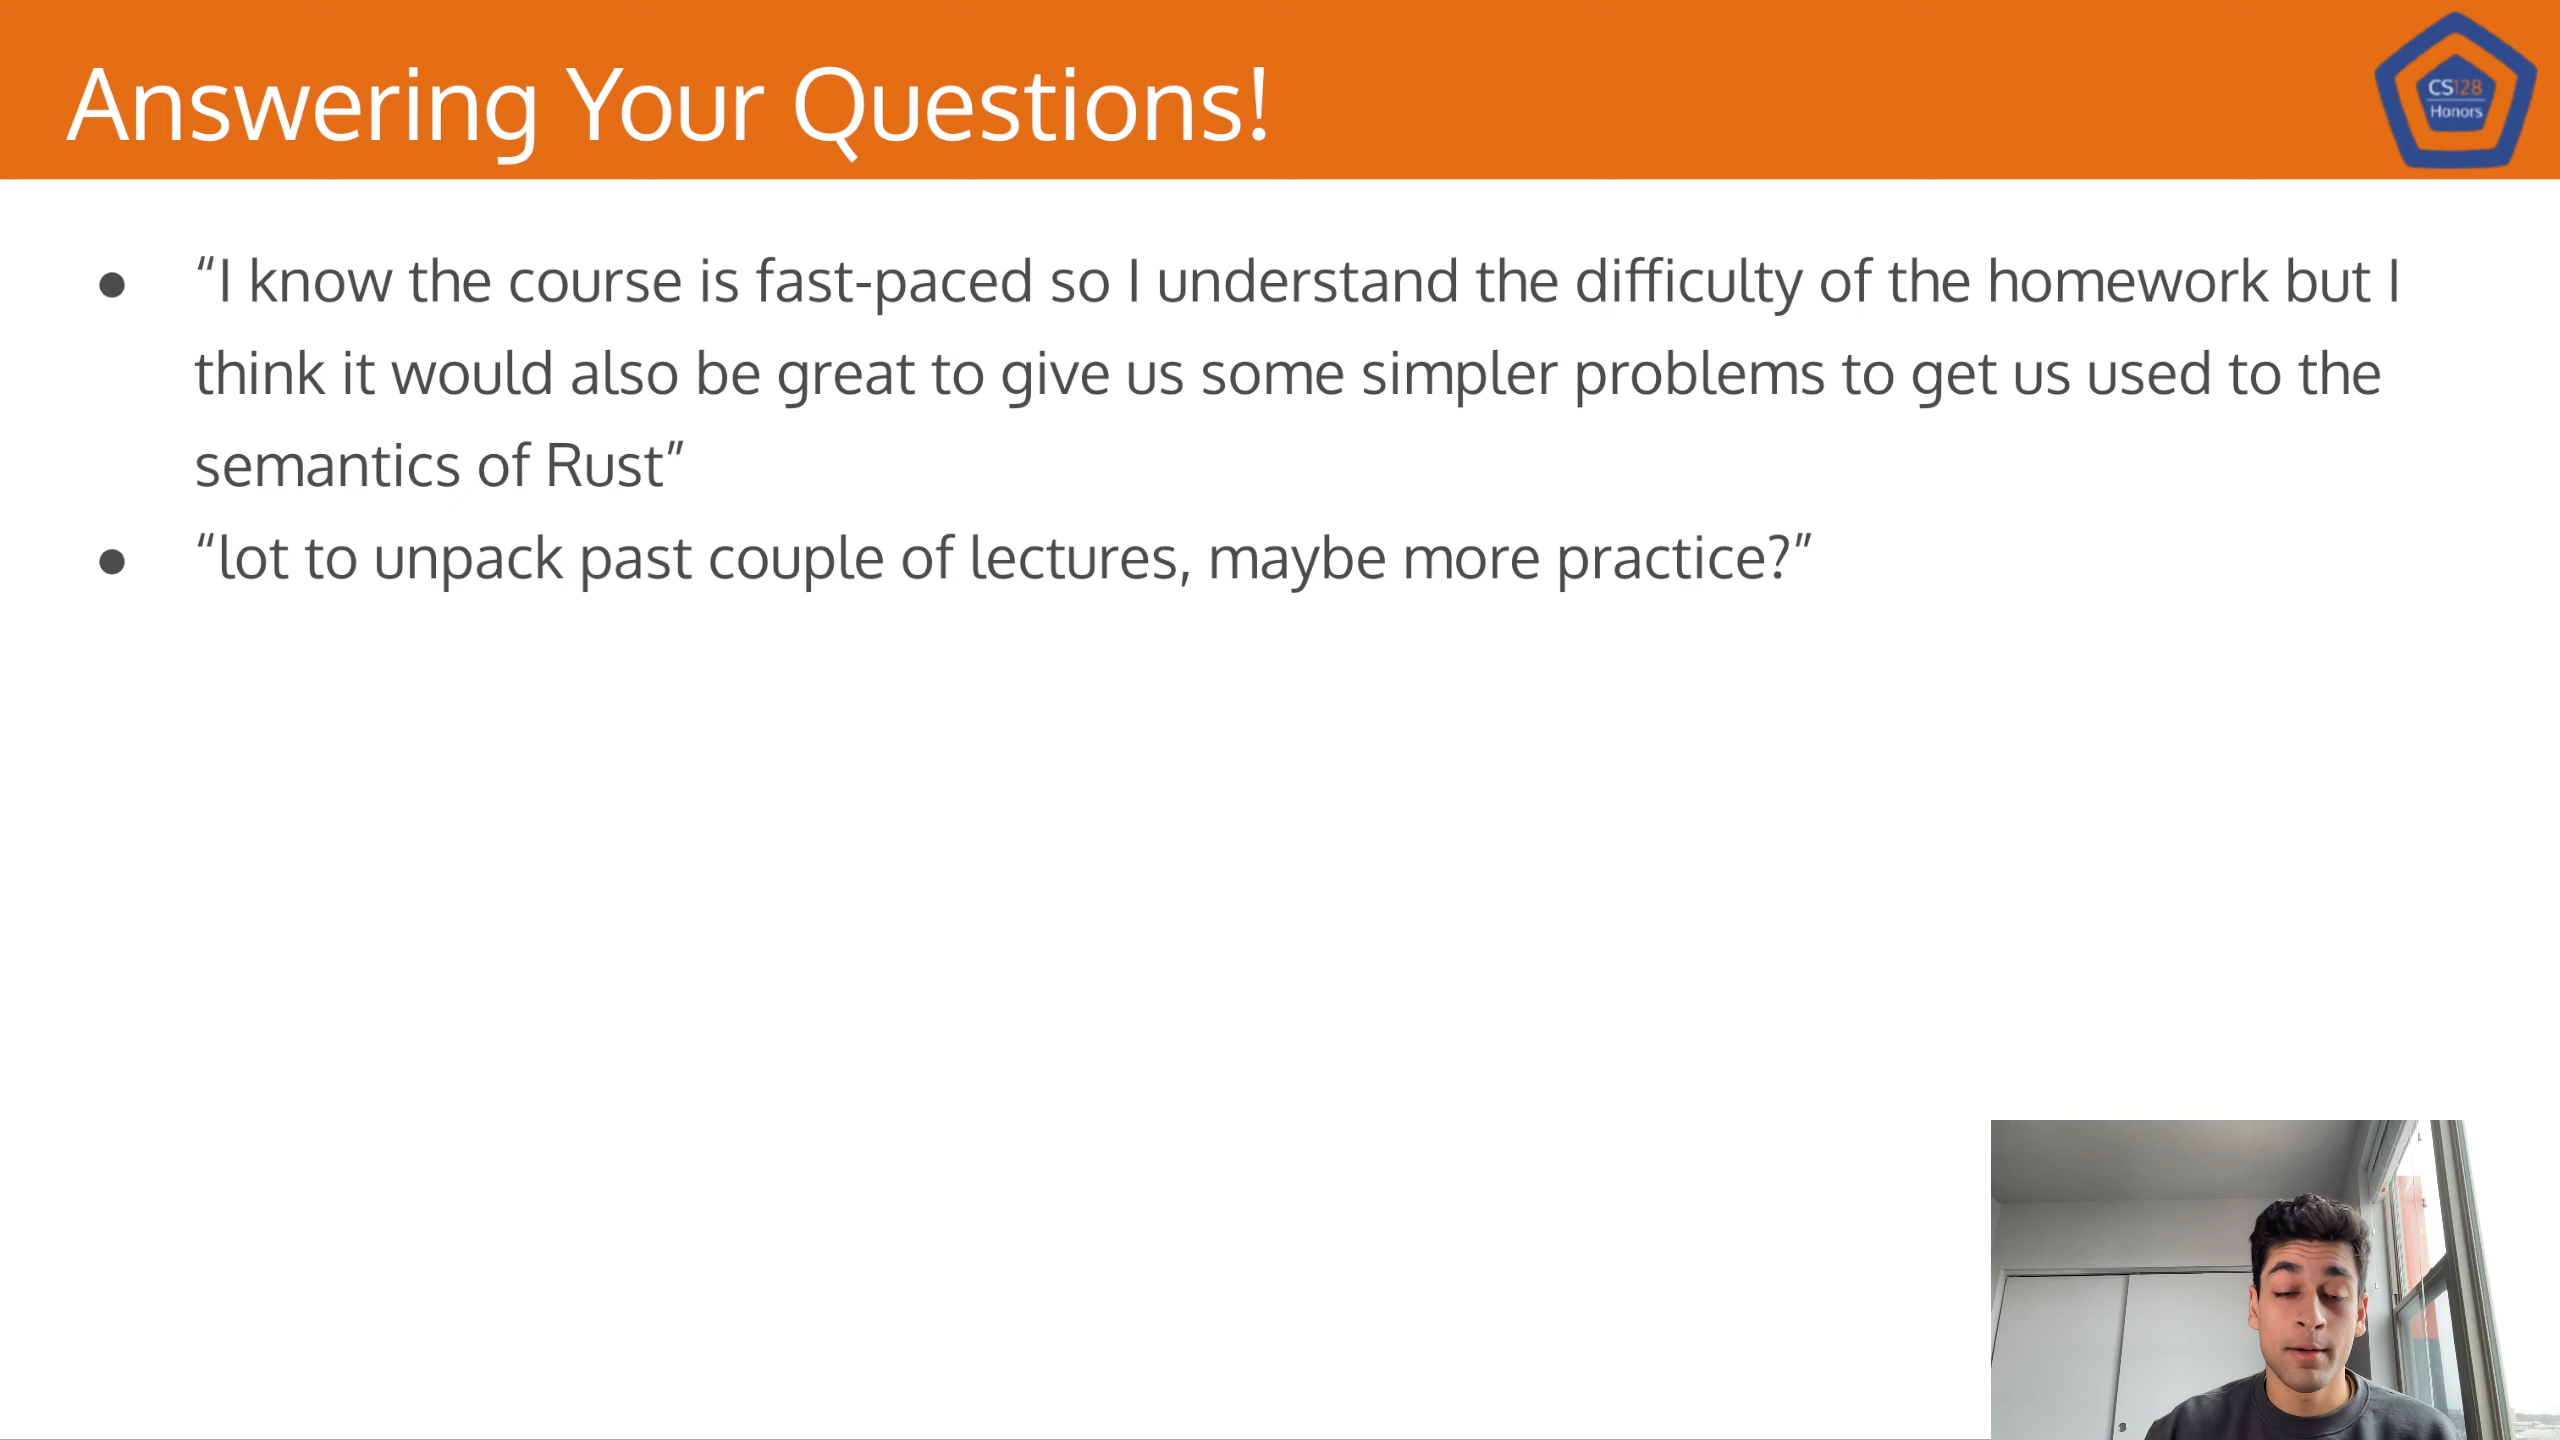 Answering Your Questions!
CS128
Honors
● “I know the course is fast-paced so I understand the difficulty of the homework but I
think it would also be great to give us some simpler problems to get us used to the
semantics of Rust”
● “lot to unpack past couple of lectures, maybe more practice?”